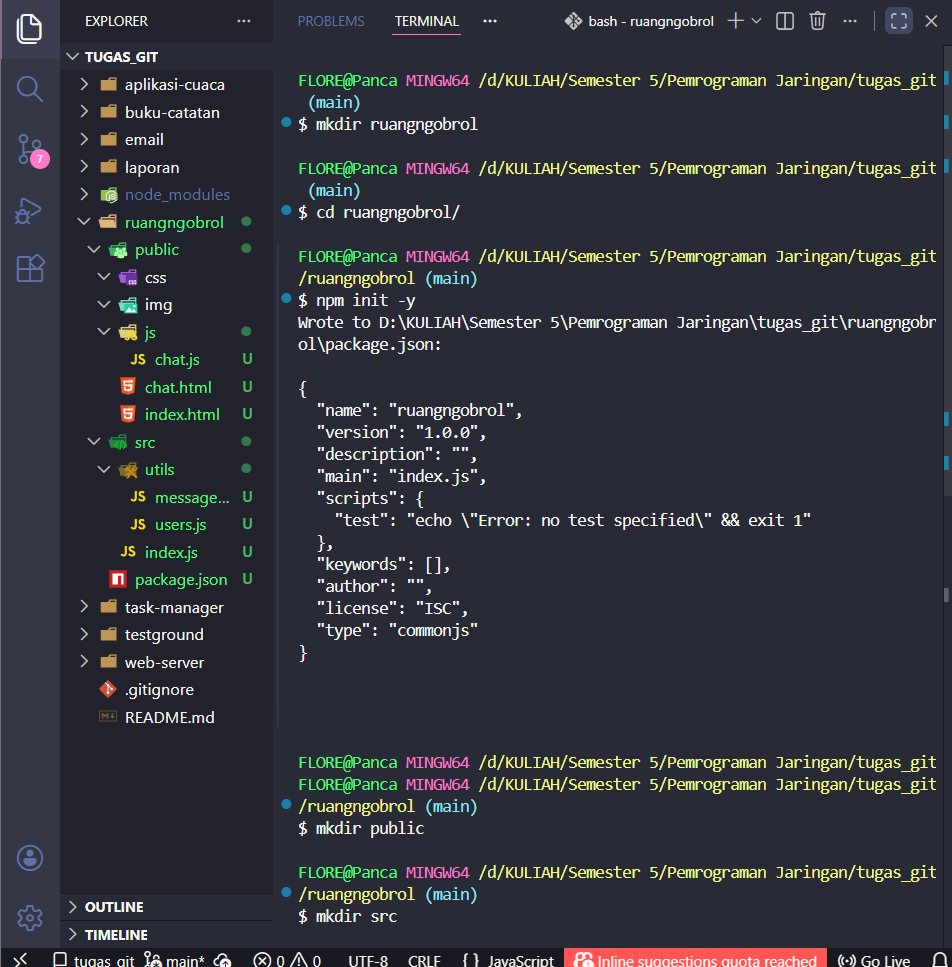 EXPLORER
···
TUGAS_GIT
aplikasi-cuaca
buku-catatan
email
laporan
node_modules
ruangngobrol
public
css
img
js
JS chat.js U
chat.html U
index.html U
src
utils
JS message... U
JS users.js U
JS index.js U
package.json U
task-manager
testground
web-server
.gitignore
README.md
OUTLINE
TIMELINE
7
PROBLEMS TERMINAL ··· bash - ruangngobrol ···
FLORE@Panca MINGW64 /d/KULIAH/Semester 5/Pemrograman Jaringan/tugas_git
(main)
$ mkdir ruangngobrol
FLORE@Panca MINGW64 /d/KULIAH/Semester 5/Pemrograman Jaringan/tugas_git
(main)
$ cd ruangngobrol/
FLORE@Panca MINGW64 /d/KULIAH/Semester 5/Pemrograman Jaringan/tugas_git
/ruangngobrol (main)
$ npm init -y
Wrote to D:\KULIAH\Semester 5\Pemrograman Jaringan\tugas_git\ruangngobr
ol\package.json:
{
"name": "ruangngobrol",
"version": "1.0.0",
"description": "",
"main": "index.js",
"scripts": {
"test": "echo \"Error: no test specified\" && exit 1"
},
"keywords": [],
"author": "",
"license": "ISC",
"type": "commonjs"
}
FLORE@Panca MINGW64 /d/KULIAH/Semester 5/Pemrograman Jaringan/tugas_git
FLORE@Panca MINGW64 /d/KULIAH/Semester 5/Pemrograman Jaringan/tugas_git
/ruangngobrol (main)
$ mkdir public
FLORE@Panca MINGW64 /d/KULIAH/Semester 5/Pemrograman Jaringan/tugas_git
/ruangngobrol (main)
$ mkdir src
tugas_git main* 0 0 UTF-8 CRLF {} JavaScript Inline suggestions quota reached Go Live